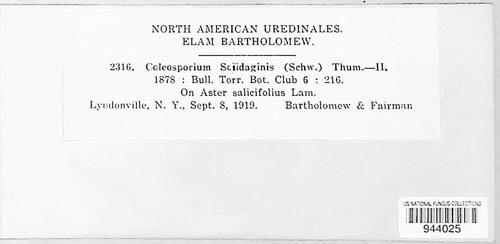 NORTH AMERICAN UREDINALES.
ELAM BARTHOLOMEW.
2316. Coleosporium Solidaginis (Schw.) Thum.—II.
1878 : Bull. Torr. Bot. Club 6 : 216.
On Aster salicifolius Lam.
Lyndonville, N. Y., Sept. 8, 1919. Bartholomew & Fairman
US NATIONAL FUNGUS COLLECTIONS
944025